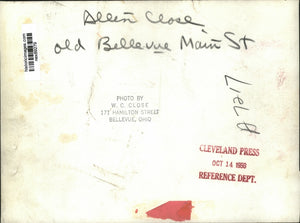 Allen Close
old Bellevue Main St
PHOTO BY
W. C. CLOSE
177 HAMILTON STREET
BELLEVUE, OHIO
CLEVELAND PRESS
OCT 14 1950
REFERENCE DEPT.